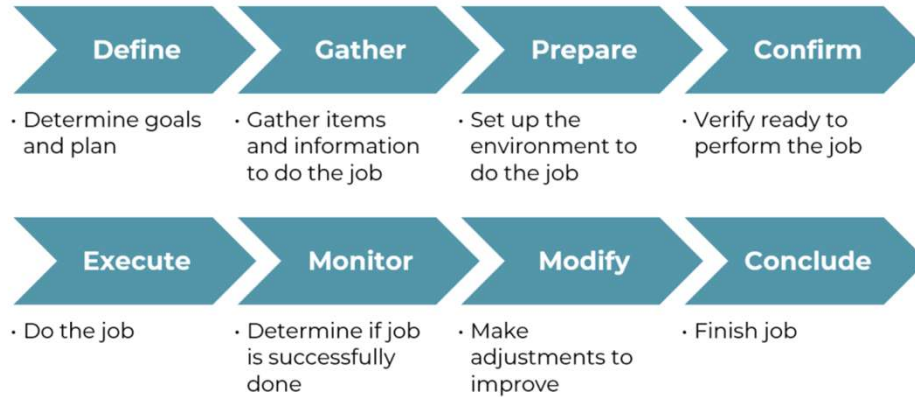 Define
• Determine goals
and plan
Gather
• Gather items
and information
to do the job
Prepare
• Set up the
environment to
do the job
Confirm
• Verify ready to
perform the job
Execute
• Do the job
Monitor
• Determine if job
is successfully
done
Modify
• Make
adjustments to
improve
Conclude
• Finish job